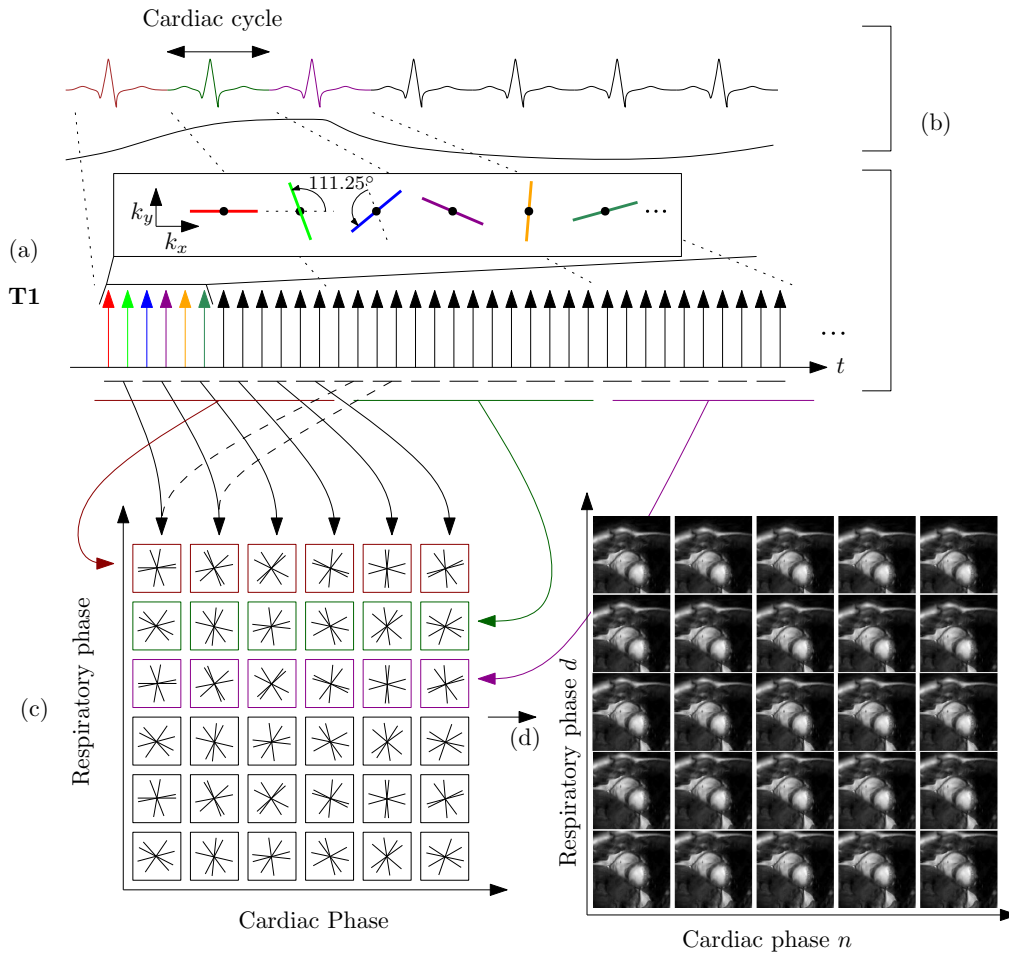 Cardiac cycle
(b)
111.25°
k_y
k_x
...
(a)
T1
...
t
Respiratory phase
(c)
Cardiac Phase
(d)
Respiratory phase d
Cardiac phase n